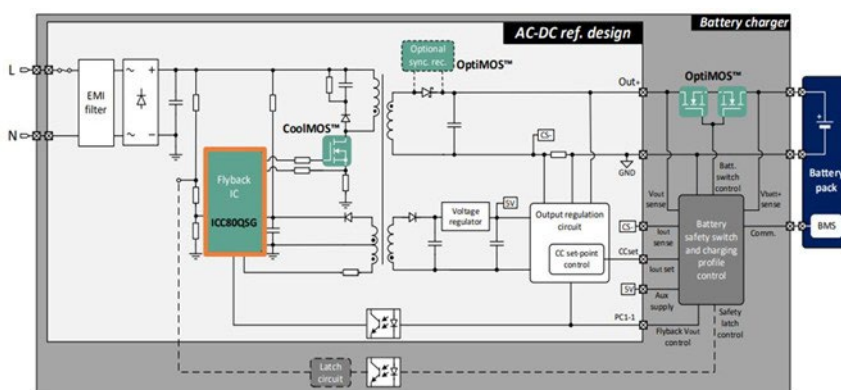 Battery charger
AC-DC ref. design
Optional
sync. rec.
OptiMOS™
Out+
OptiMOS™
L
EMI
filter
N
CoolMOS™
CS-
GND
Batt.
switch
control
Battery
pack
Flyback
IC
ICC80QSG
Vout
sense
Vbatt+
sense
Voltage
regulator
5V
Output regulation
circuit
CS-
Iout
sense
Battery
safety switch
and charging
profile
control
Comm.
BMS
CC set-point
control
CCset
Iout set
5V
Aux
supply
PC1-1
Flyback Vout
control
Safety
latch control
Latch
circuit